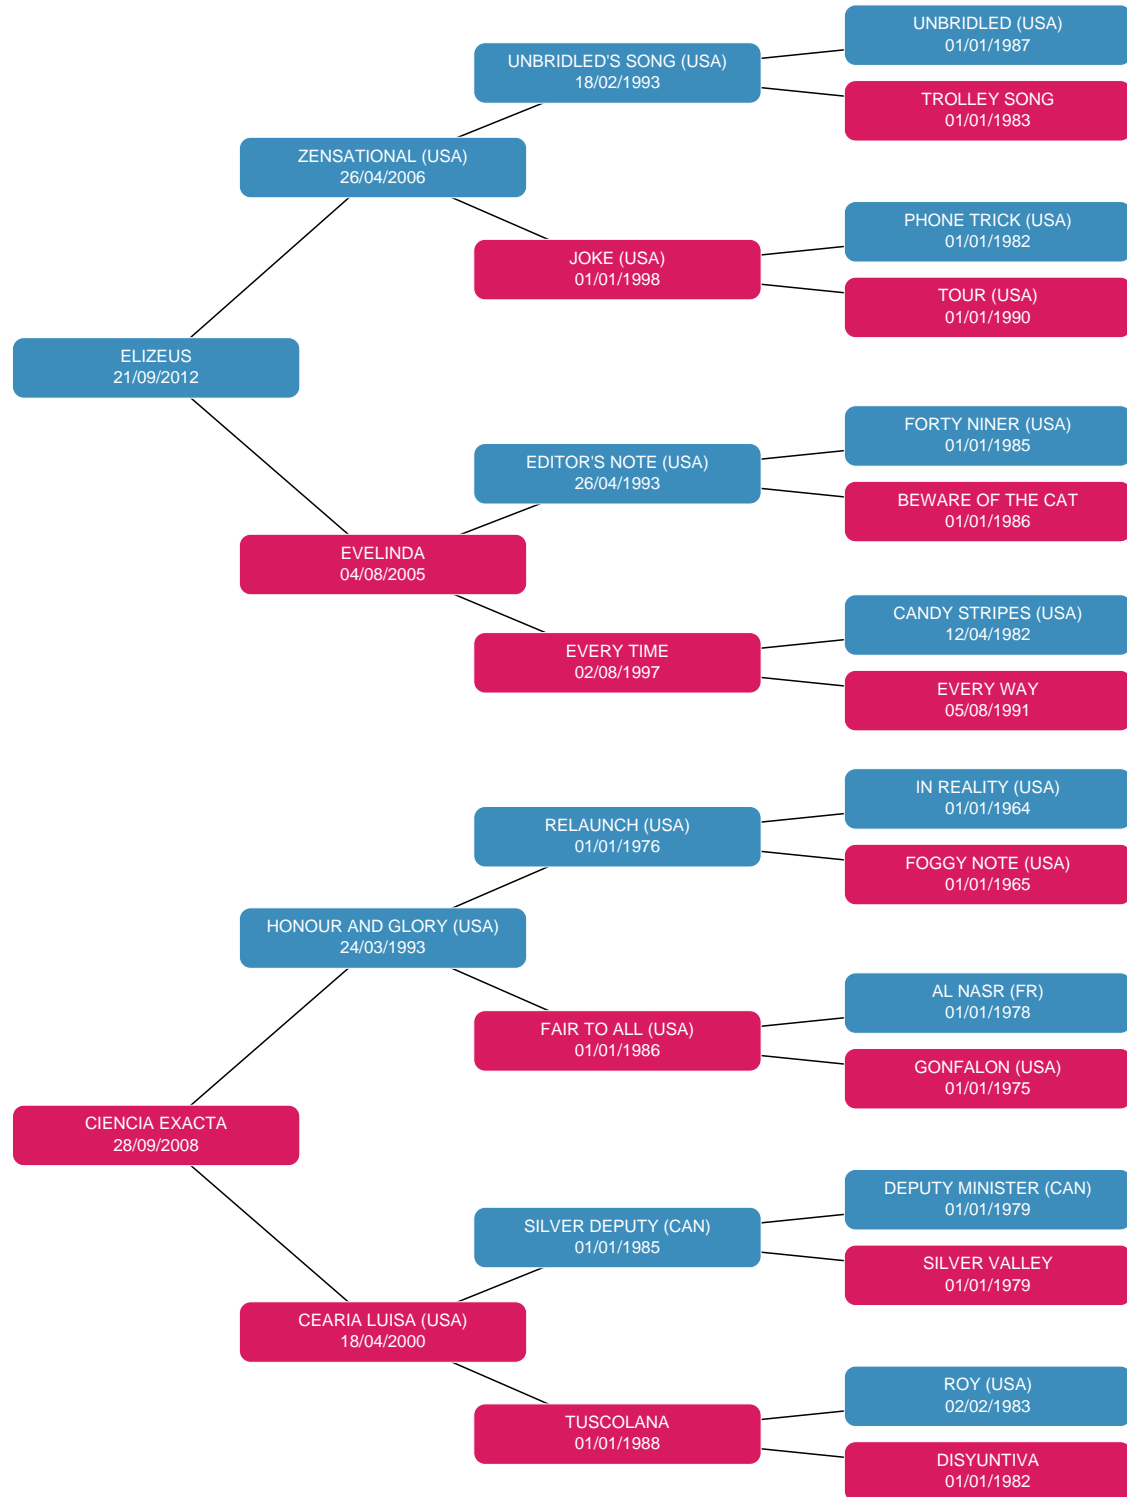 UNBRIDLED (USA)
01/01/1987
UNBRIDLED'S SONG (USA)
18/02/1993
TROLLEY SONG
01/01/1983
ZENSATIONAL (USA)
26/04/2006
PHONE TRICK (USA)
01/01/1982
JOKE (USA)
01/01/1998
TOUR (USA)
01/01/1990
ELIZEUS
21/09/2012
FORTY NINER (USA)
01/01/1985
EDITOR'S NOTE (USA)
26/04/1993
BEWARE OF THE CAT
01/01/1986
EVELINDA
04/08/2005
CANDY STRIPES (USA)
12/04/1982
EVERY TIME
02/08/1997
EVERY WAY
05/08/1991
IN REALITY (USA)
01/01/1964
RELAUNCH (USA)
01/01/1976
FOGGY NOTE (USA)
01/01/1965
HONOUR AND GLORY (USA)
24/03/1993
AL NASR (FR)
01/01/1978
FAIR TO ALL (USA)
01/01/1986
GONFALON (USA)
01/01/1975
CIENCIA EXACTA
28/09/2008
DEPUTY MINISTER (CAN)
01/01/1979
SILVER DEPUTY (CAN)
01/01/1985
SILVER VALLEY
01/01/1979
CEARIA LUISA (USA)
18/04/2000
ROY (USA)
02/02/1983
TUSCOLANA
01/01/1988
DISYUNTIVA
01/01/1982